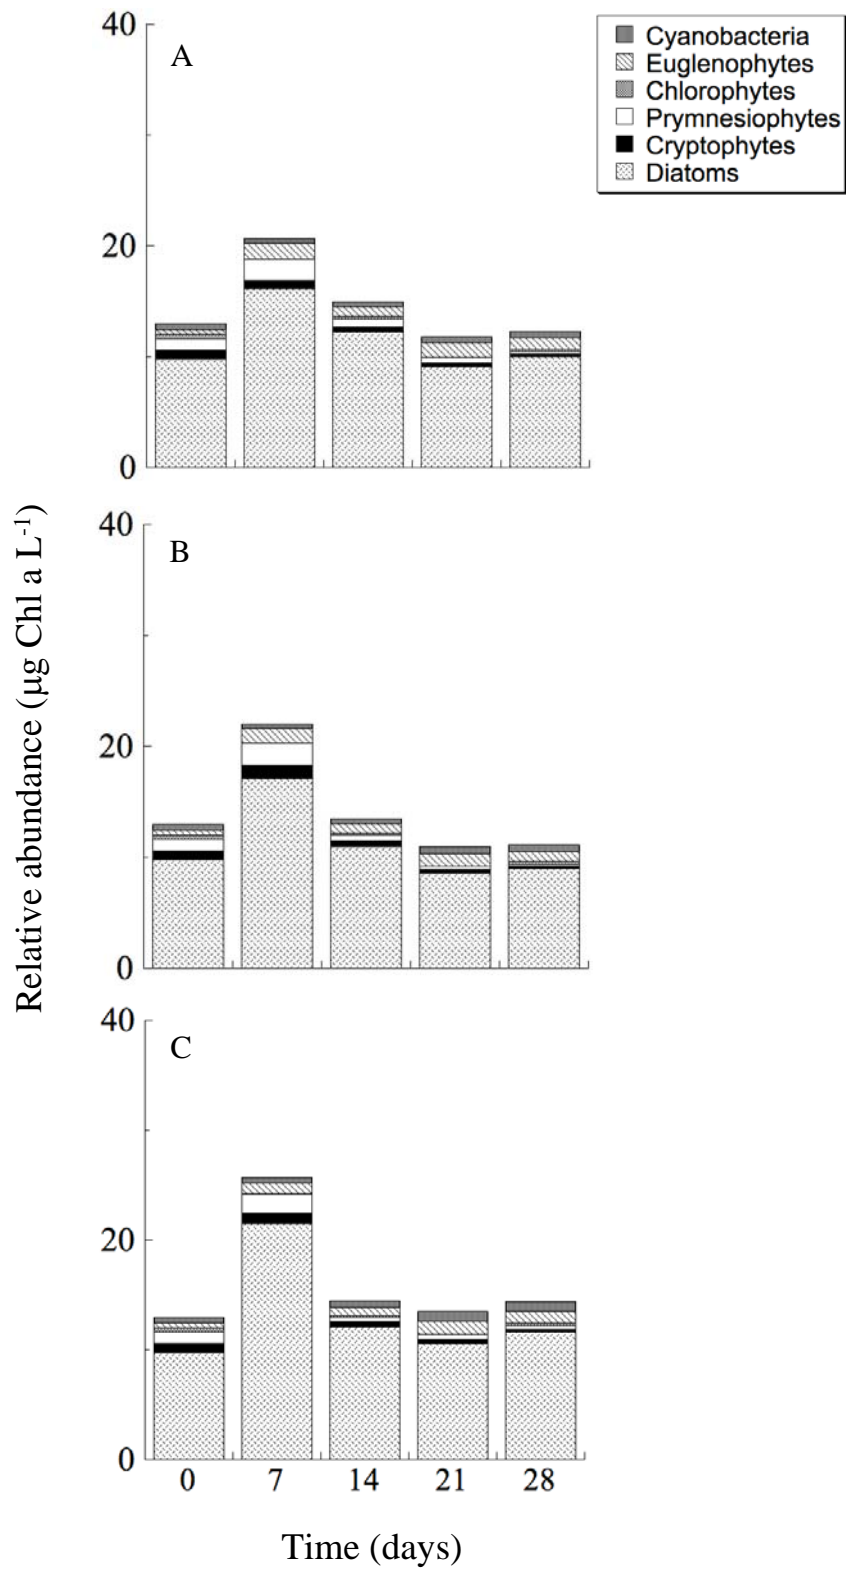 40
A
Cyanobacteria
Euglenophytes
Chlorophytes
Prymnesiophytes
Cryptophytes
Diatoms
20
0
Relative abundance (µg Chl a L-1)
40
B
20
0
40
C
20
0
0 7 14 21 28
Time (days)